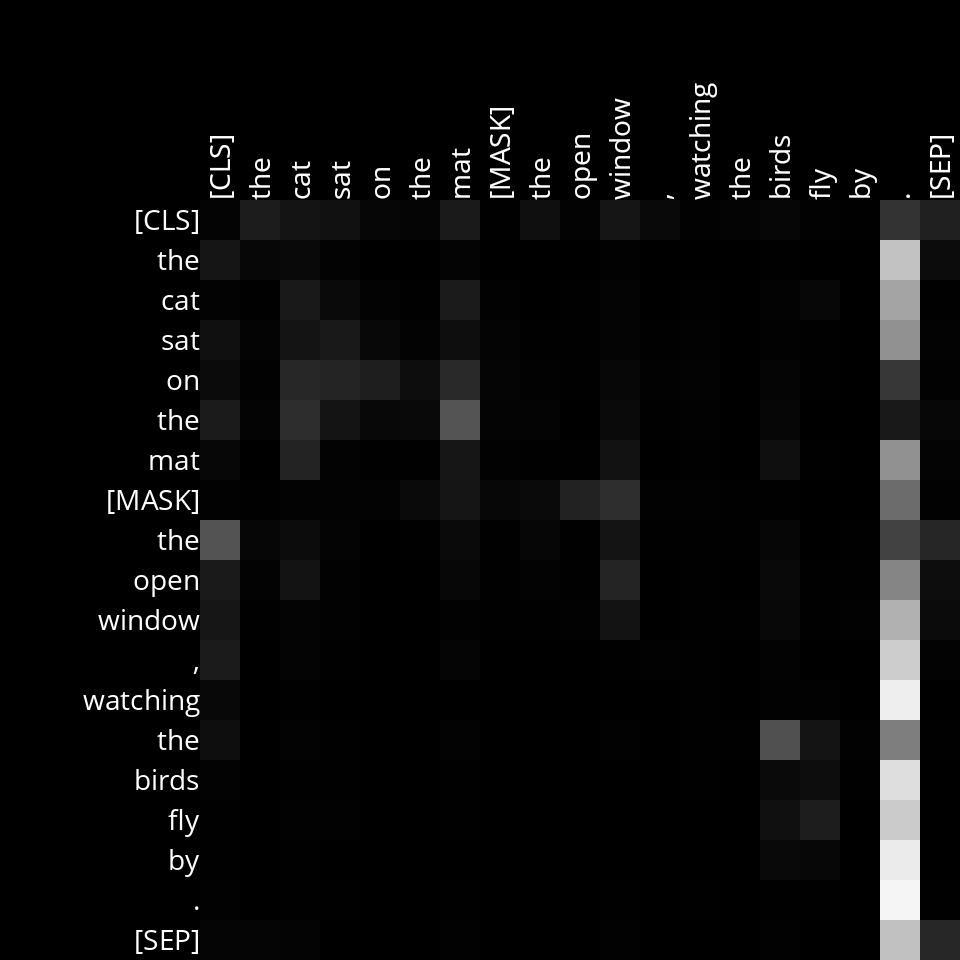 [CLS] the cat sat on the mat [MASK] the open window , watching the birds fly by . [SEP]
[CLS]
the
cat
sat
on
the
mat
[MASK]
the
open
window
,
watching
the
birds
fly
by
.
[SEP]